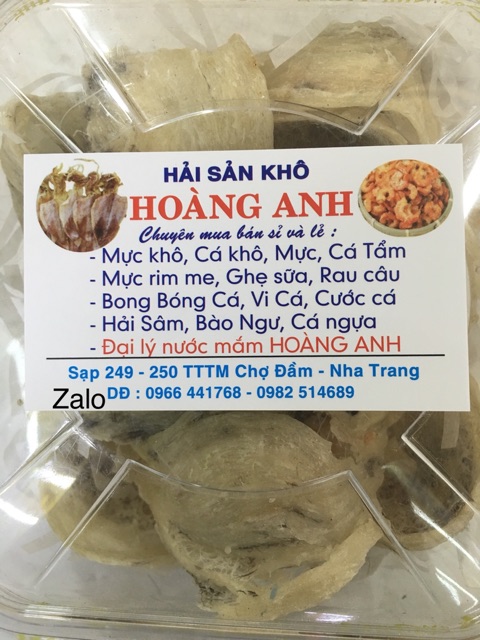 HẢI SẢN KHÔ
HOÀNG ANH
Chuyên mua bán sỉ và lẻ :
- Mực khô, Cá khô, Mực, Cá Tẩm
- Mực rim me, Ghẹ sữa, Rau câu
- Bong Bóng Cá, Vi Cá, Cước cá
- Hải Sâm, Bào Ngư, Cá ngựa
- Đại lý nước mắm HOÀNG ANH
Sạp 249 - 250 TTTM Chợ Đầm - Nha Trang
Zalo DĐ : 0966 441768 - 0982 514689